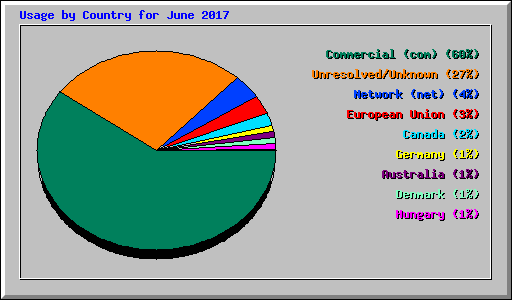 Usage by Country for June 2017
Commercial (com) (60%)
Unresolved/Unknown (27%)
Network (net) (4%)
European Union (3%)
Canada (2%)
Germany (1%)
Australia (1%)
Denmark (1%)
Hungary (1%)